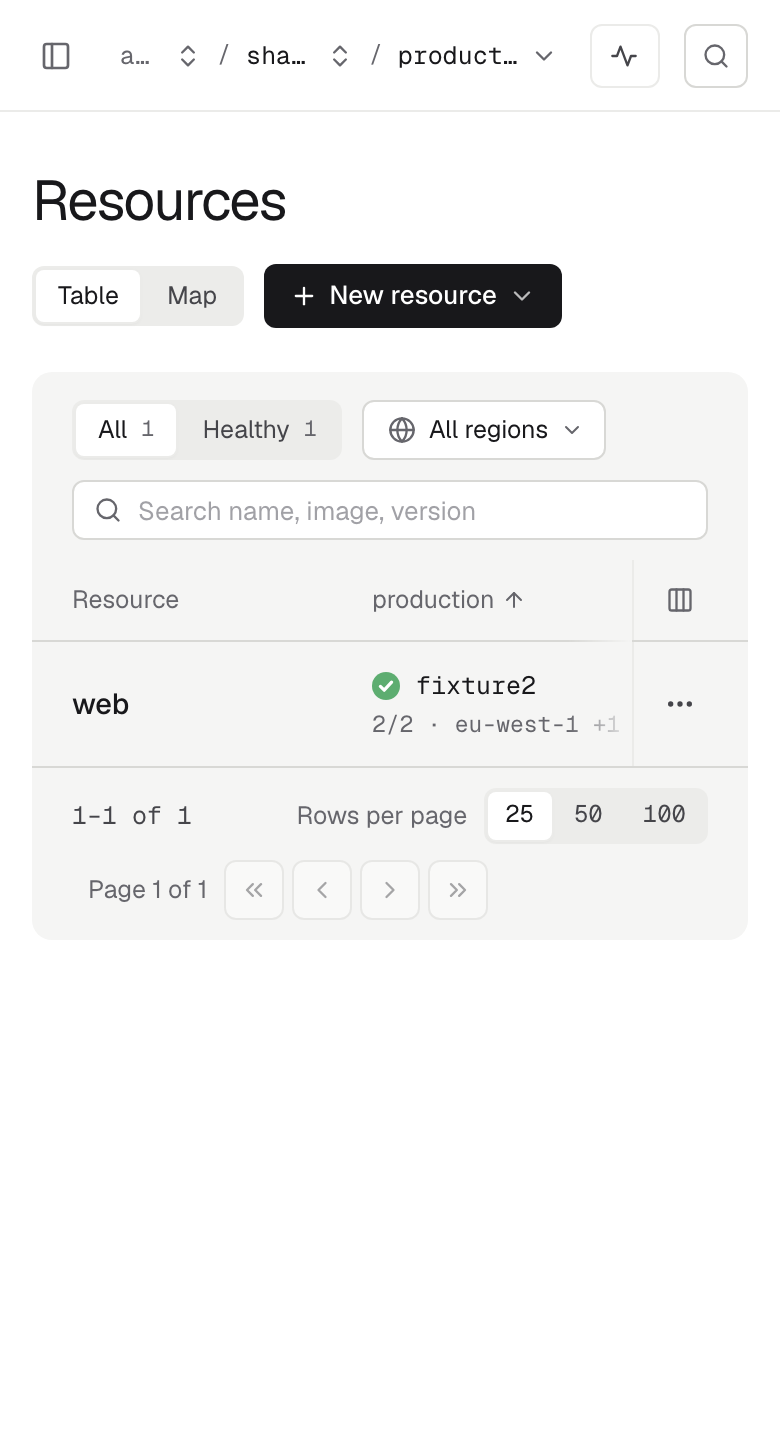 a… / sha… / product…
Resources
Table Map New resource
All 1 Healthy 1 All regions
Search name, image, version
Resource production
web
fixture2
2/2 · eu-west-1 +1
1-1 of 1 Rows per page 25 50 100
Page 1 of 1